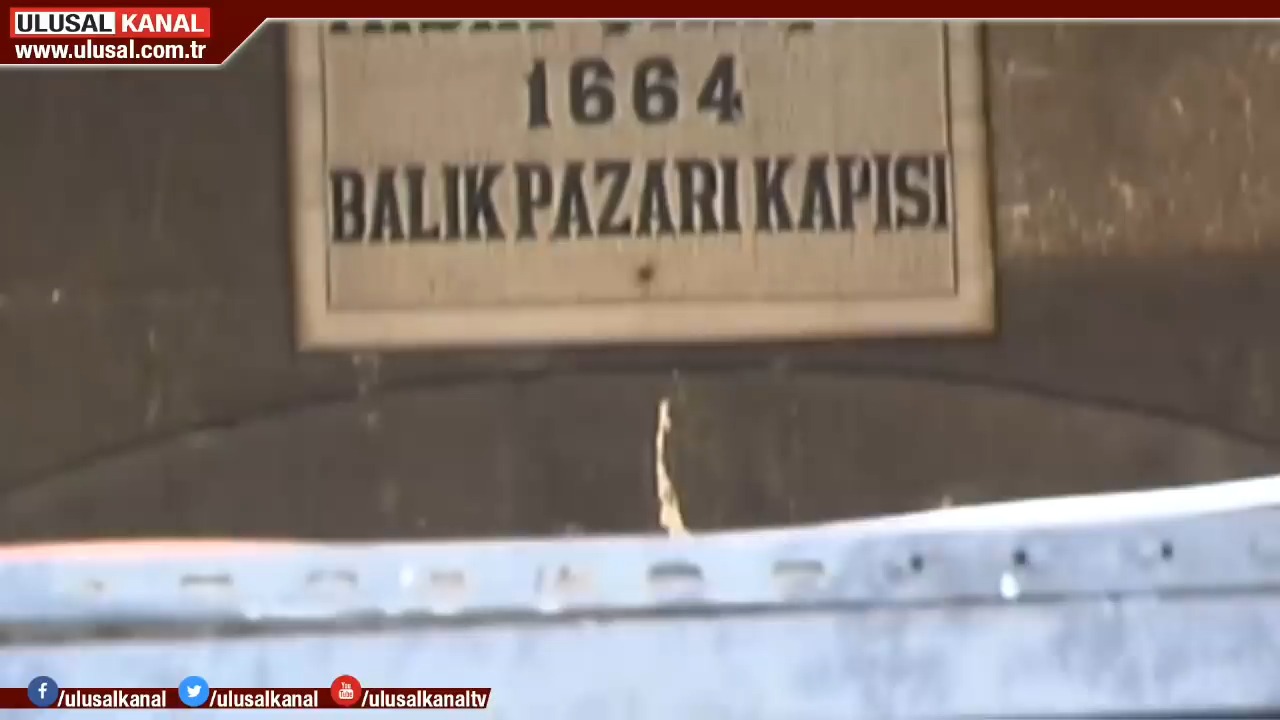 ULUSAL KANAL
www.ulusal.com.tr
1664
BALIK PAZARI KAPISI
/ulusalkanal
/ulusalkanal
/ulusalkanaltv